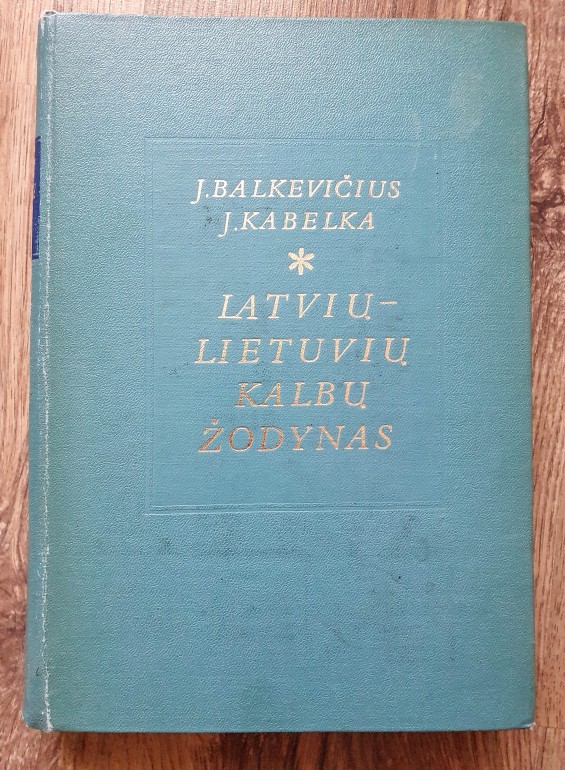 J. BALKEVIČIUS
J. KABELKA
*
LATVIŲ–
LIETUVIŲ
KALBŲ
ŽODYNAS